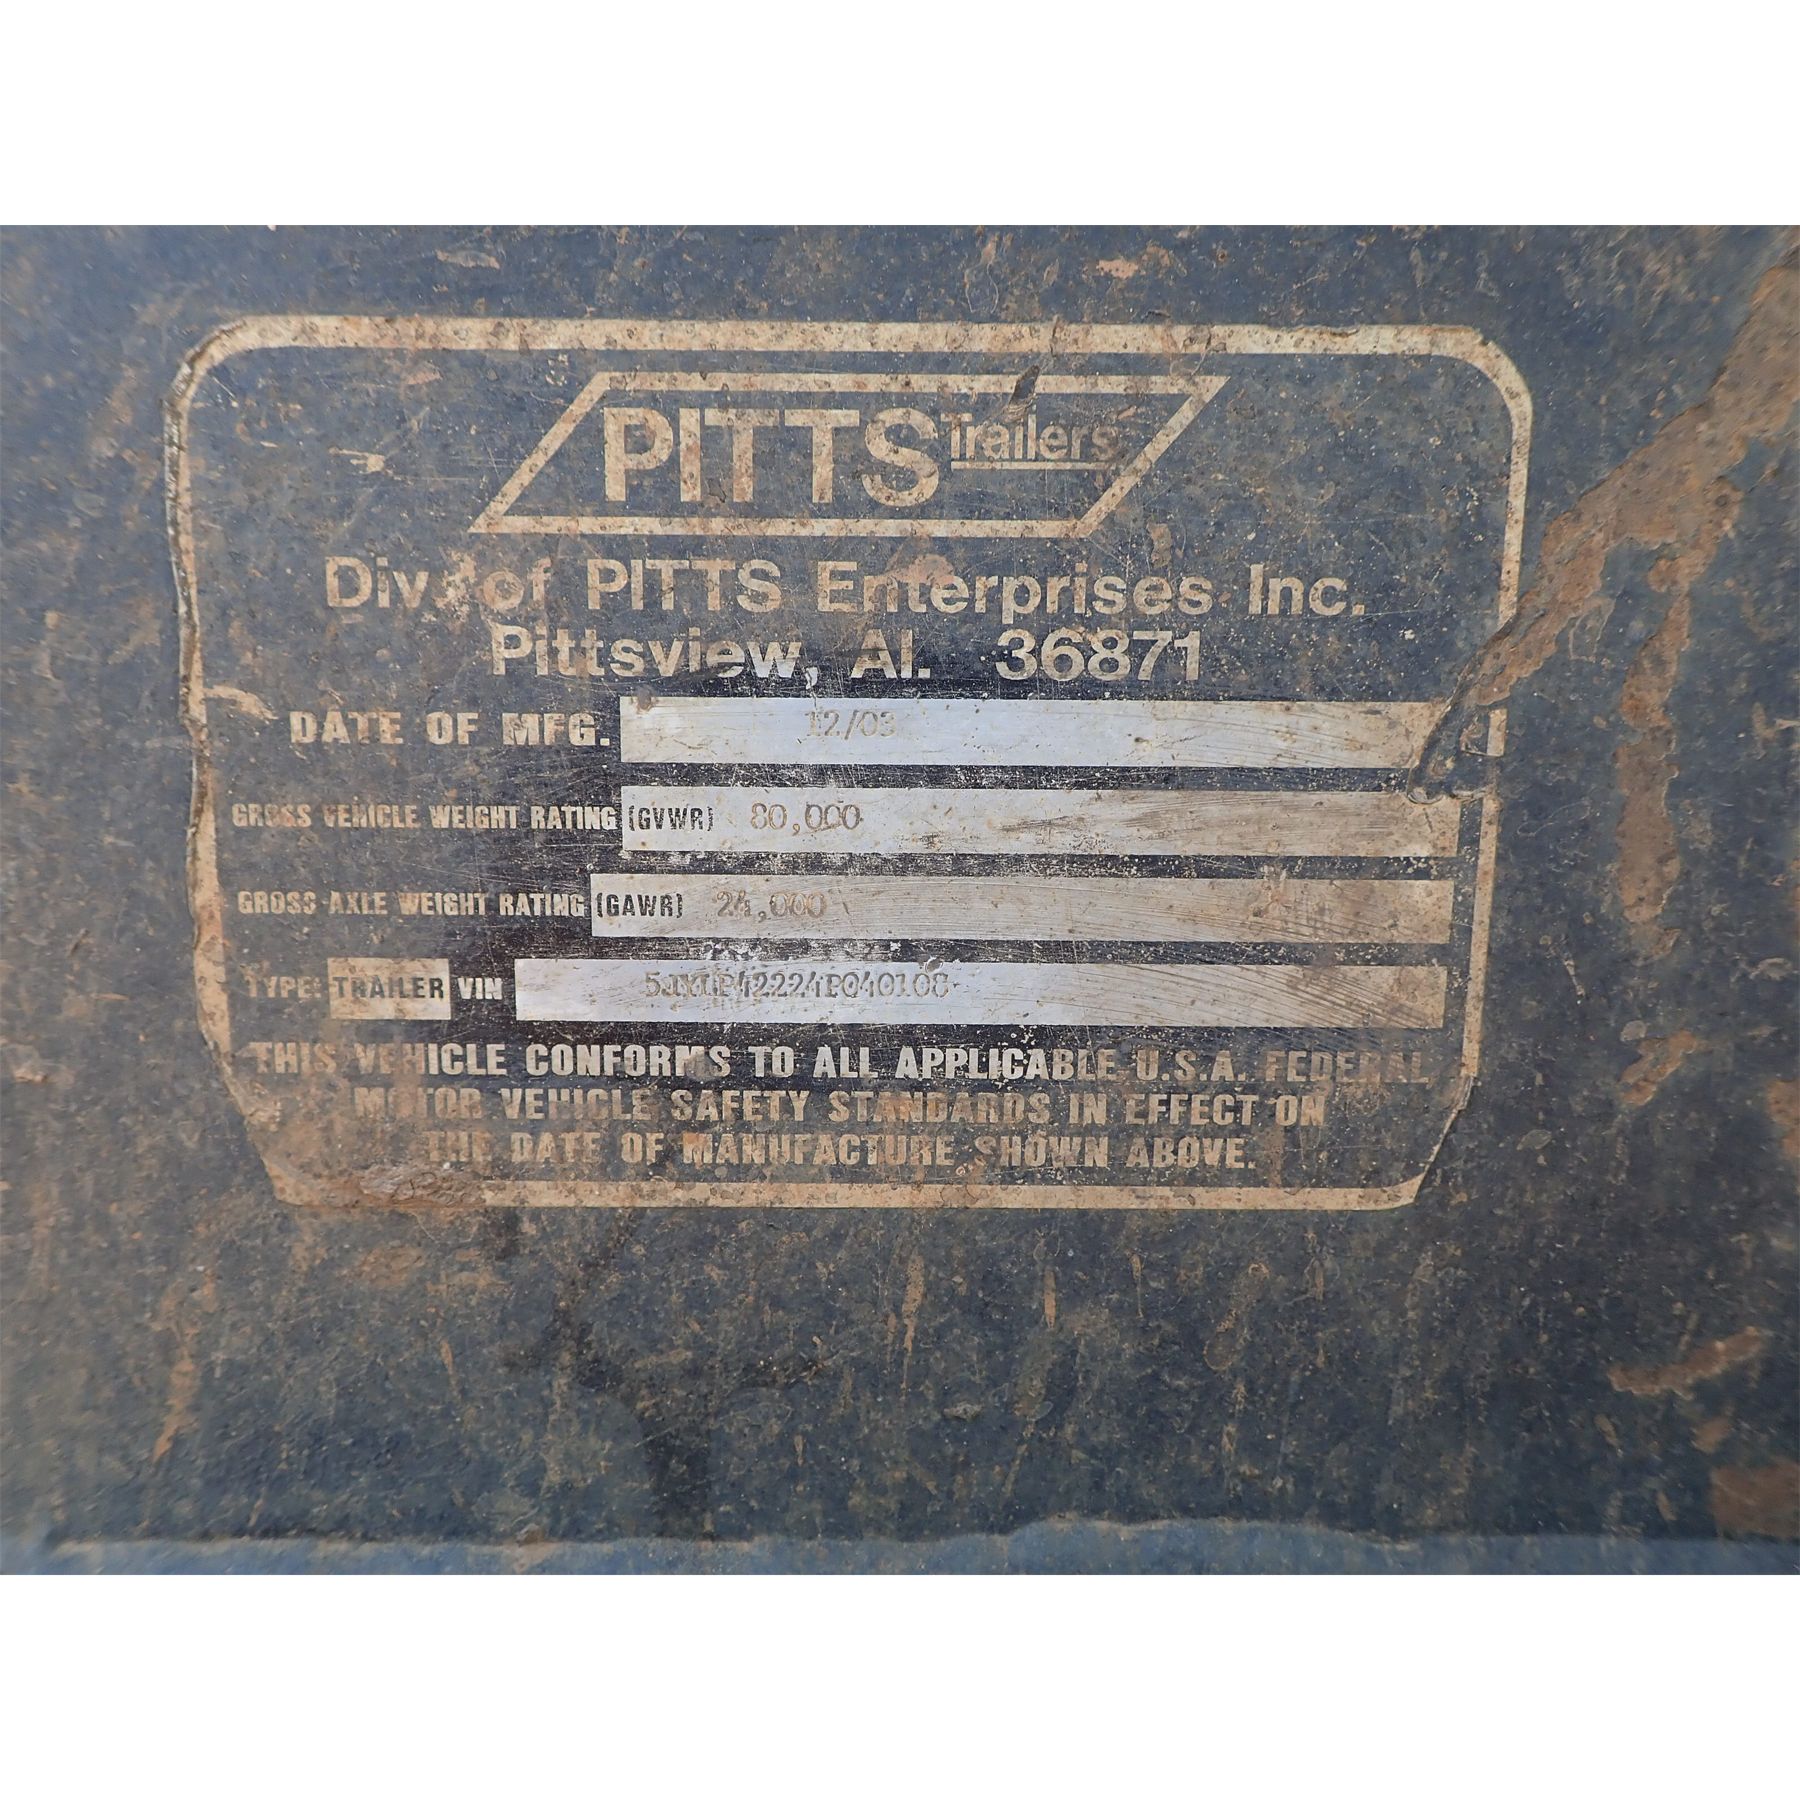 PITTS Trailers
Div. of PITTS Enterprises Inc.
Pittsview, Al. 36871
DATE OF MFG. 12/03
GROSS VEHICLE WEIGHT RATING (GVWR) 80,000
GROSS AXLE WEIGHT RATING (GAWR) 24,000
TYPE: TRAILER VIN
THIS VEHICLE CONFORMS TO ALL APPLICABLE U.S.A. FEDERAL
MOTOR VEHICLE SAFETY STANDARDS IN EFFECT ON
THE DATE OF MANUFACTURE SHOWN ABOVE.